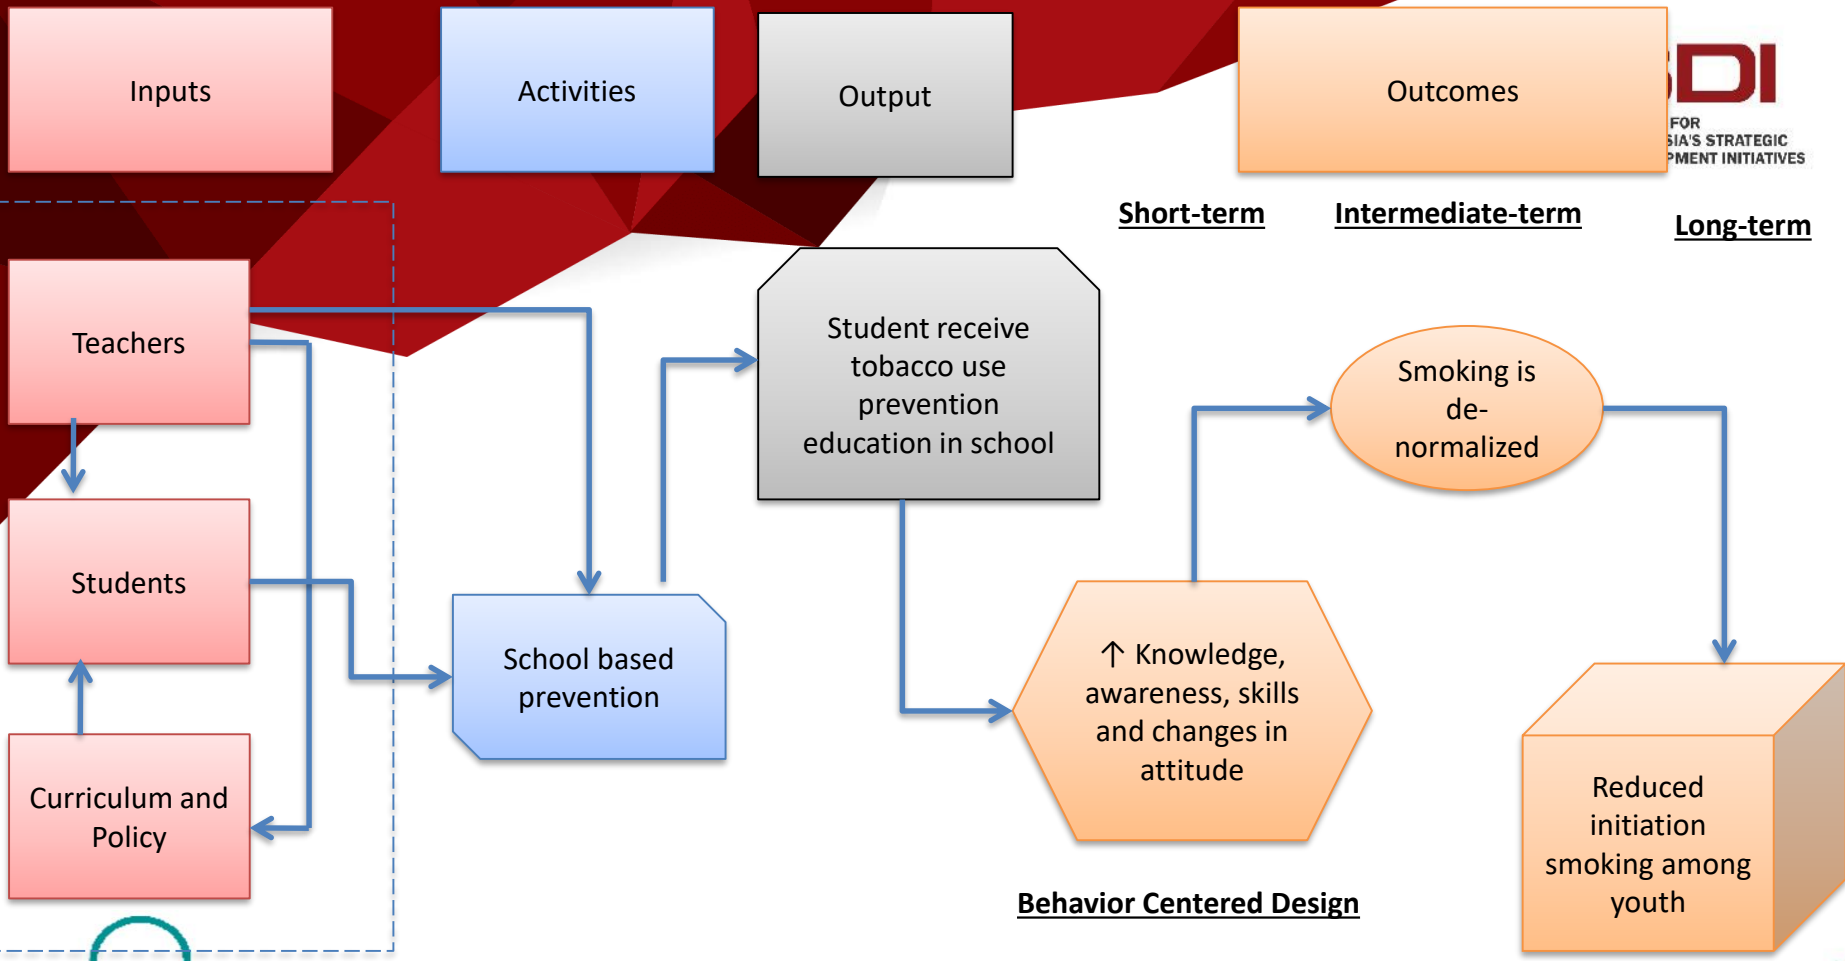 Inputs
Activities
Output
Outcomes
DI
FOR
SIA'S STRATEGIC
PMENT INITIATIVES
Short-term
Intermediate-term
Long-term
Teachers
Students
Curriculum and
Policy
School based
prevention
Student receive
tobacco use
prevention
education in school
↑ Knowledge,
awareness, skills
and changes in
attitude
Smoking is
de-
normalized
Reduced
initiation
smoking among
youth
Behavior Centered Design